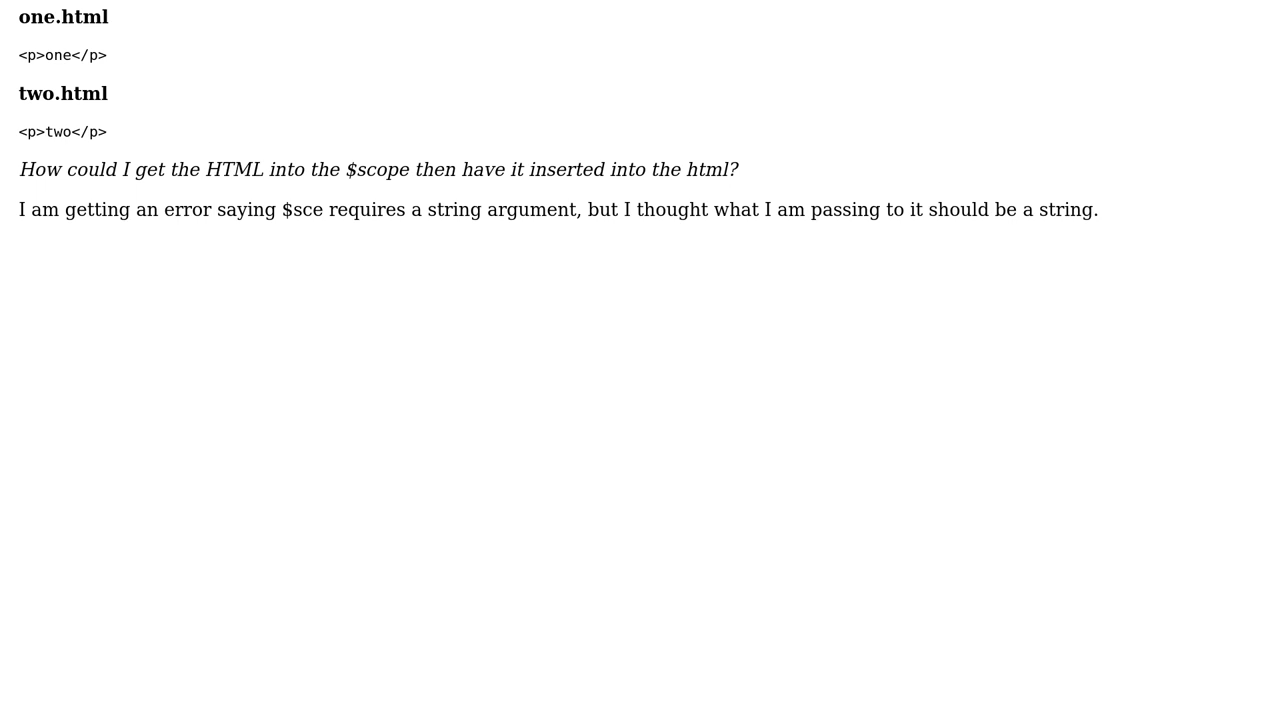 one.html
<p>one</p>
two.html
<p>two</p>
How could I get the HTML into the $scope then have it inserted into the html?
I am getting an error saying $sce requires a string argument, but I thought what I am passing to it should be a string.